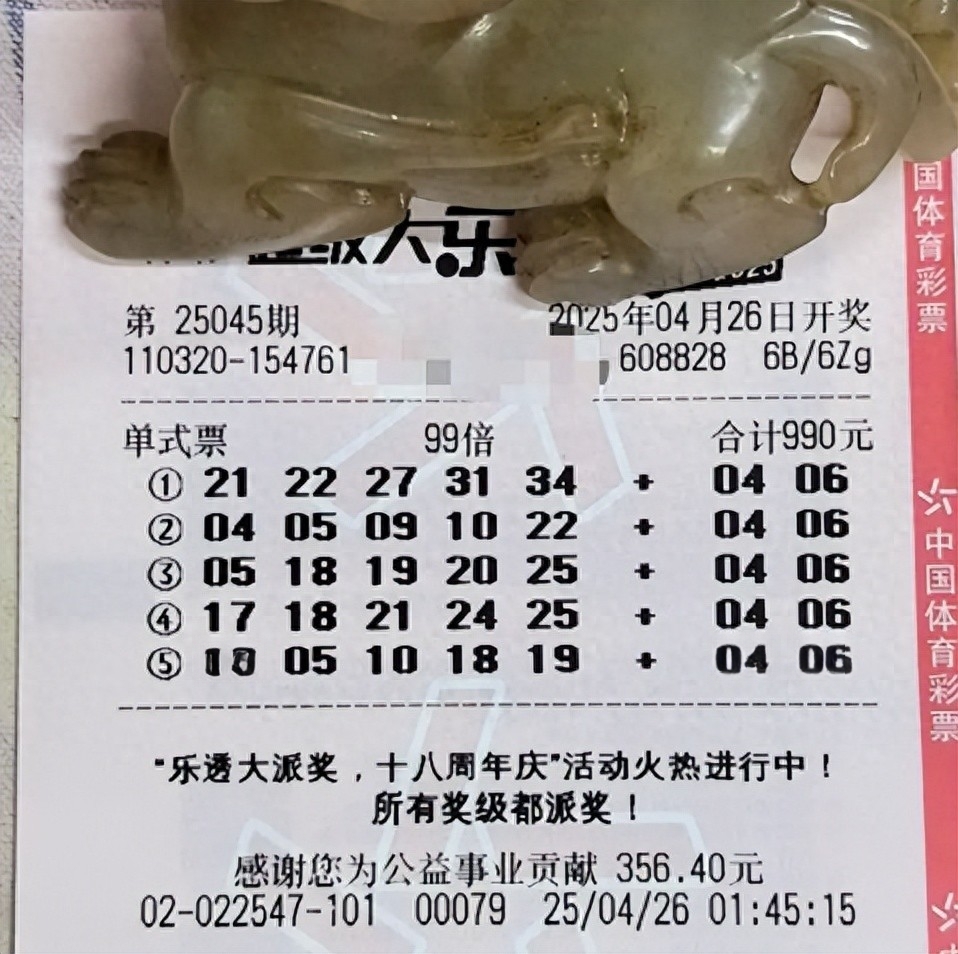 级大乐
第 25045期
2025年04月26日开奖
110320-154761
608828 6B/6Zg
单式票 99倍 合计990元
① 21 22 27 31 34 + 04 06
② 04 05 09 10 22 + 04 06
③ 05 18 19 20 25 + 04 06
④ 17 18 21 24 25 + 04 06
⑤ 05 10 18 19 + 04 06
"乐透大派奖，十八周年庆"活动火热进行中！
所有奖级都派奖！
感谢您为公益事业贡献 356.40元
02-022547-101 00079 25/04/26 01:45:15
国体育彩票
中国体育彩票